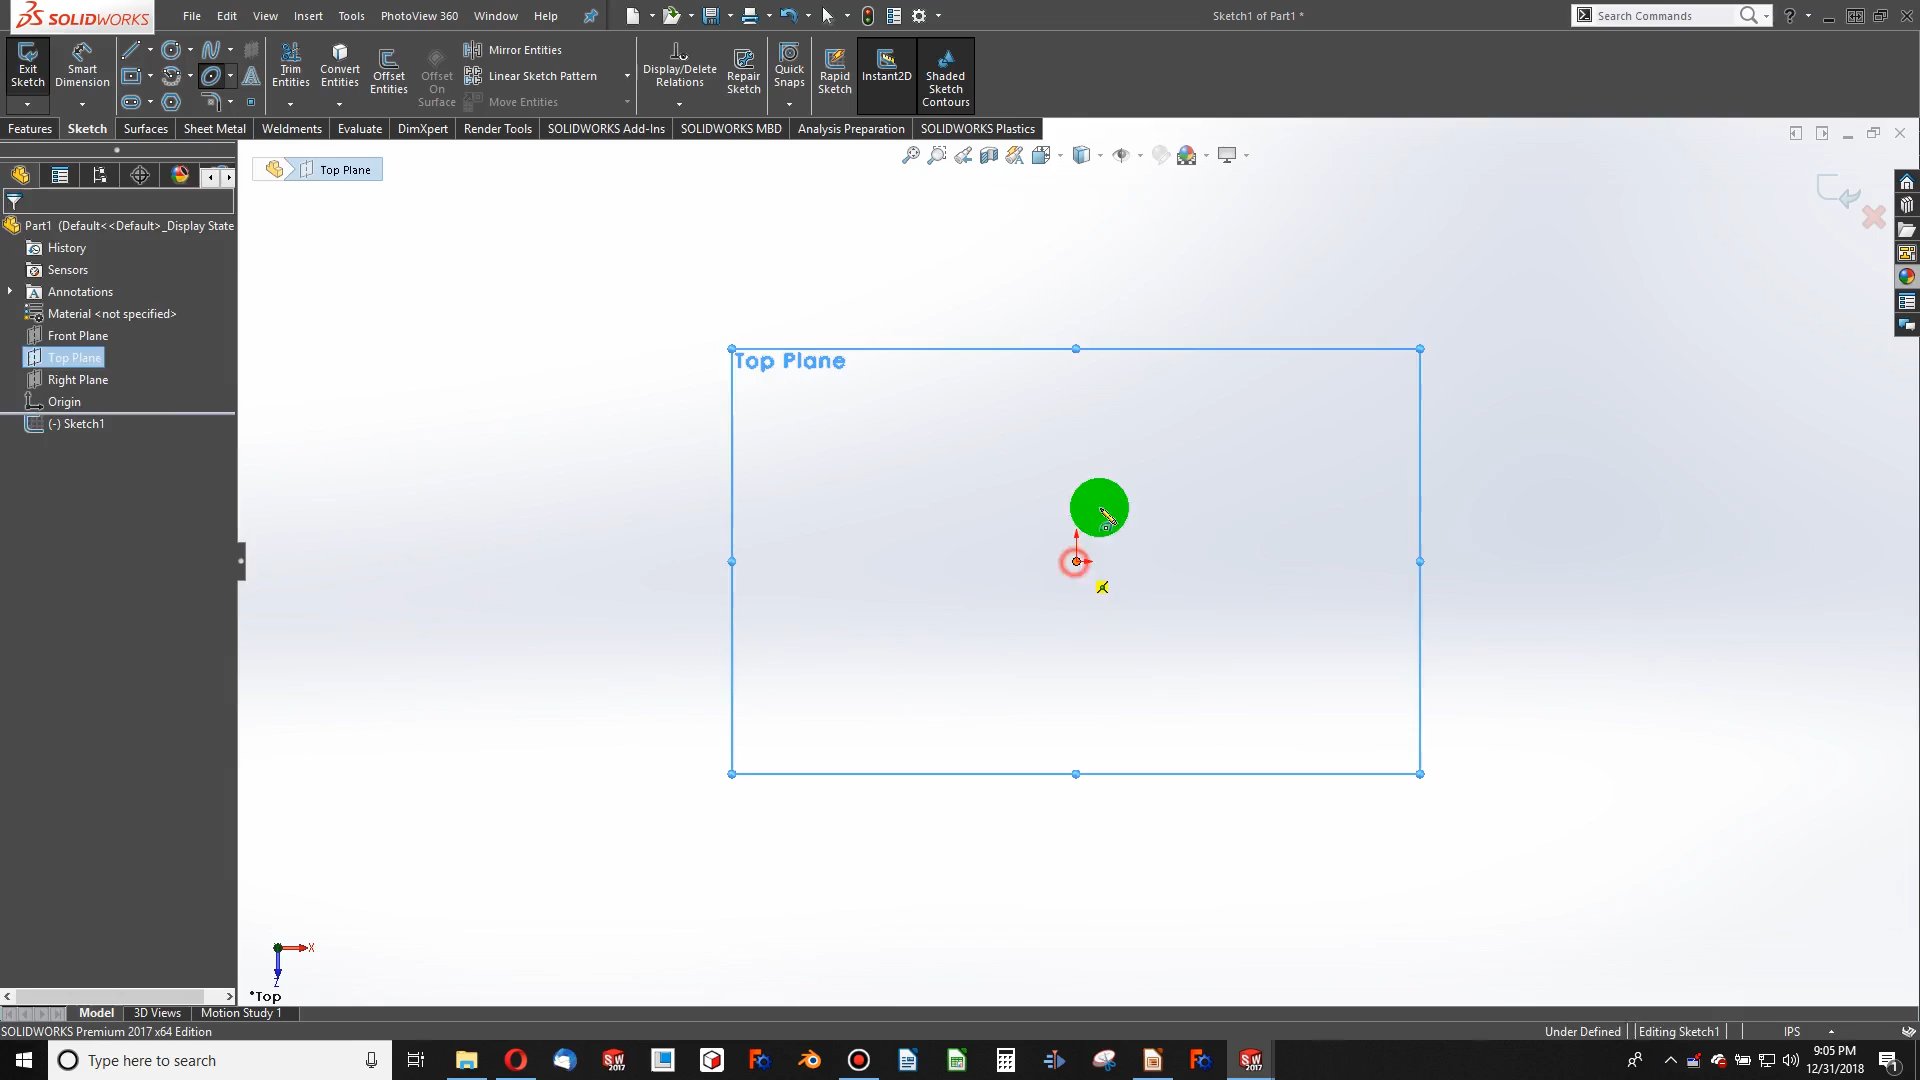 SOLIDWORKS File Edit View Insert Tools PhotoView 360 Window Help Sketch1 of Part1 * Search Commands
Exit Sketch
Smart Dimension
Trim Entities
Convert Entities
Offset Entities
Offset On Surface
Mirror Entities
Linear Sketch Pattern
Move Entities
Display/Delete Relations
Repair Sketch
Quick Snaps
Rapid Sketch
Instant2D
Shaded Sketch Contours
Features Sketch Surfaces Sheet Metal Weldments Evaluate DimXpert Render Tools SOLIDWORKS Add-Ins SOLIDWORKS MBD Analysis Preparation SOLIDWORKS Plastics
Top Plane
Part1 (Default<<Default>_Display State
History
Sensors
Annotations
Material <not specified>
Front Plane
Top Plane
Right Plane
Origin
(-) Sketch1
Top Plane
X
Z
*Top
Model 3D Views Motion Study 1
SOLIDWORKS Premium 2017 x64 Edition Under Defined Editing Sketch1 IPS
Type here to search
SW 2017
SW 2017
9:05 PM
12/31/2018
1